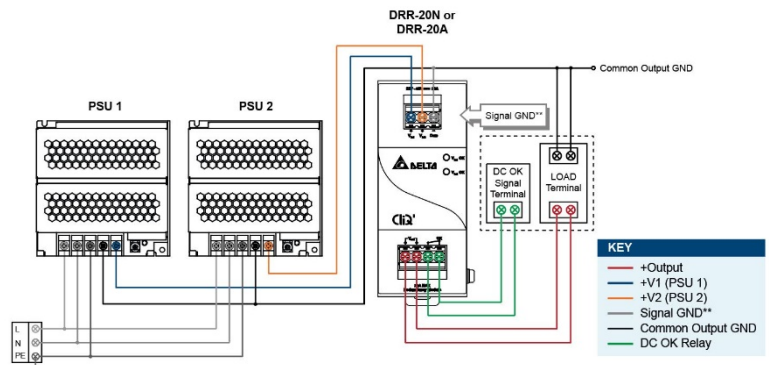 DRR-20N or
DRR-20A
Common Output GND
PSU 1
PSU 2
Signal GND**
DELTA
CliQ
DC OK
Signal
Terminal
LOAD
Terminal
KEY
+Output
+V1 (PSU 1)
+V2 (PSU 2)
Signal GND**
Common Output GND
DC OK Relay
L
N
PE